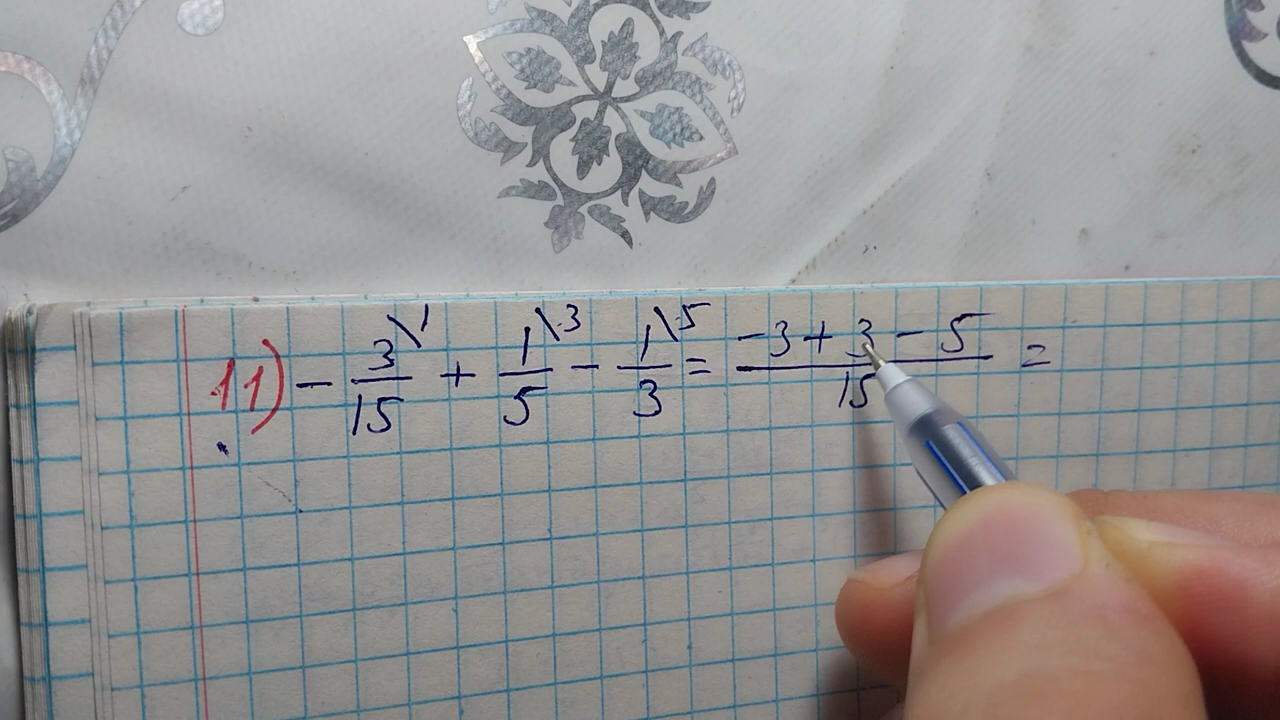 11) - 3\1/15 + 1\3/5 - 1\5/3 = -3+3-5/15 =